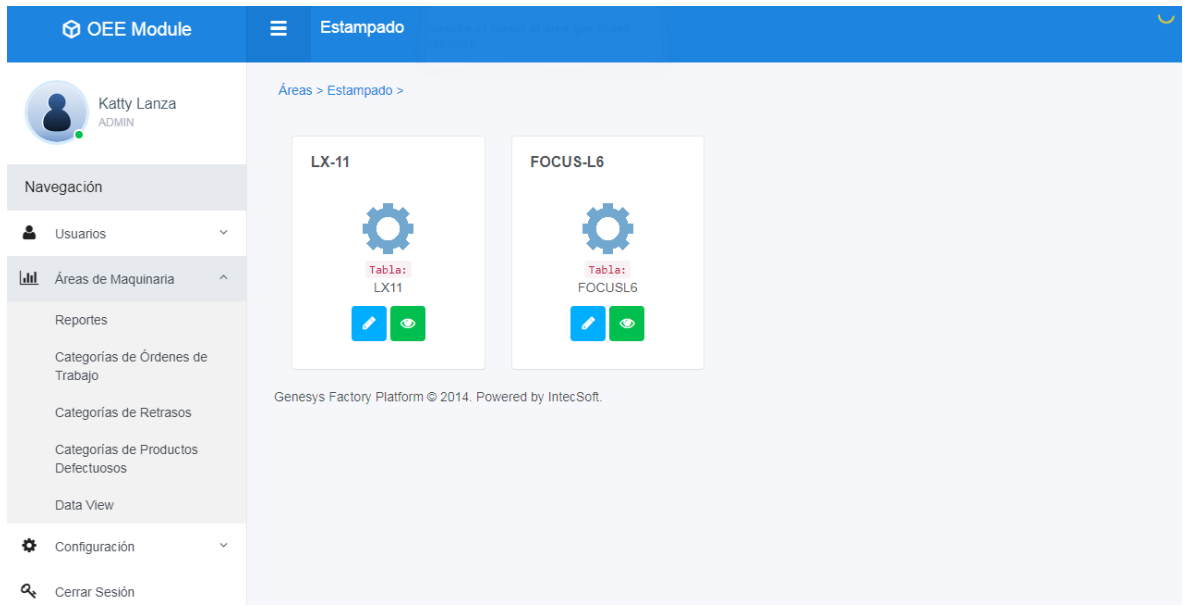 OEE Module
Estampado
Katty Lanza
ADMIN
Áreas > Estampado >
Navegación
Usuarios
Áreas de Maquinaria
Reportes
Categorías de Órdenes de
Trabajo
Categorías de Retrasos
Categorías de Productos
Defectuosos
Data View
Configuración
Cerrar Sesión
LX-11
Tabla:
LX11
FOCUS-L6
Tabla:
FOCUSL6
Genesys Factory Platform © 2014. Powered by IntecSoft.